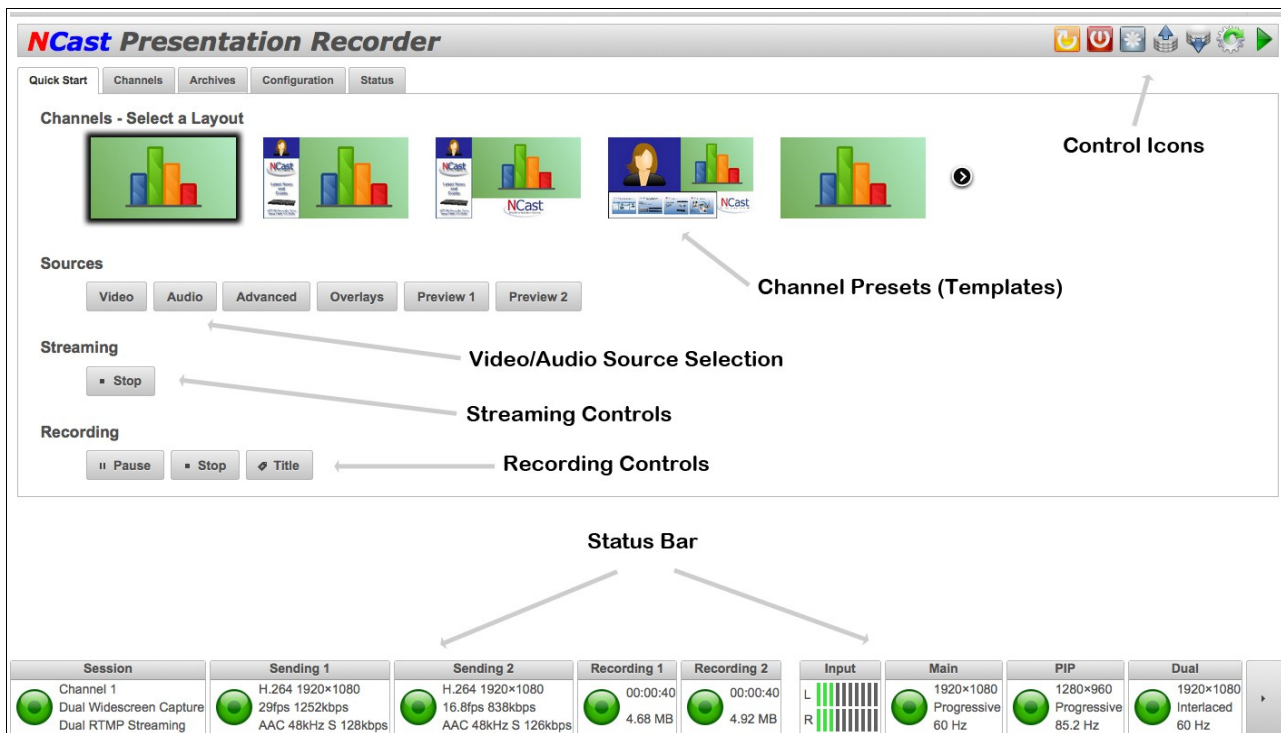 NCast Presentation Recorder
Quick Start
Channels
Archives
Configuration
Status
Control Icons
Channels - Select a Layout
NCast
NCast
NCast
NCast
Channel Presets (Templates)
Sources
Video
Audio
Advanced
Overlays
Preview 1
Preview 2
Video/Audio Source Selection
Streaming
Stop
Streaming Controls
Recording
Pause
Stop
Title
Recording Controls
Status Bar
Session
Channel 1
Dual Widescreen Capture
Dual RTMP Streaming
Sending 1
H.264 1920×1080
29fps 1252kbps
AAC 48kHz S 128kbps
Sending 2
H.264 1920×1080
16.8fps 838kbps
AAC 48kHz S 126kbps
Recording 1
00:00:40
4.68 MB
Recording 2
00:00:40
4.92 MB
Input
L
R
Main
1920×1080
Progressive
60 Hz
PIP
1280×960
Progressive
85.2 Hz
Dual
1920×1080
Interlaced
60 Hz